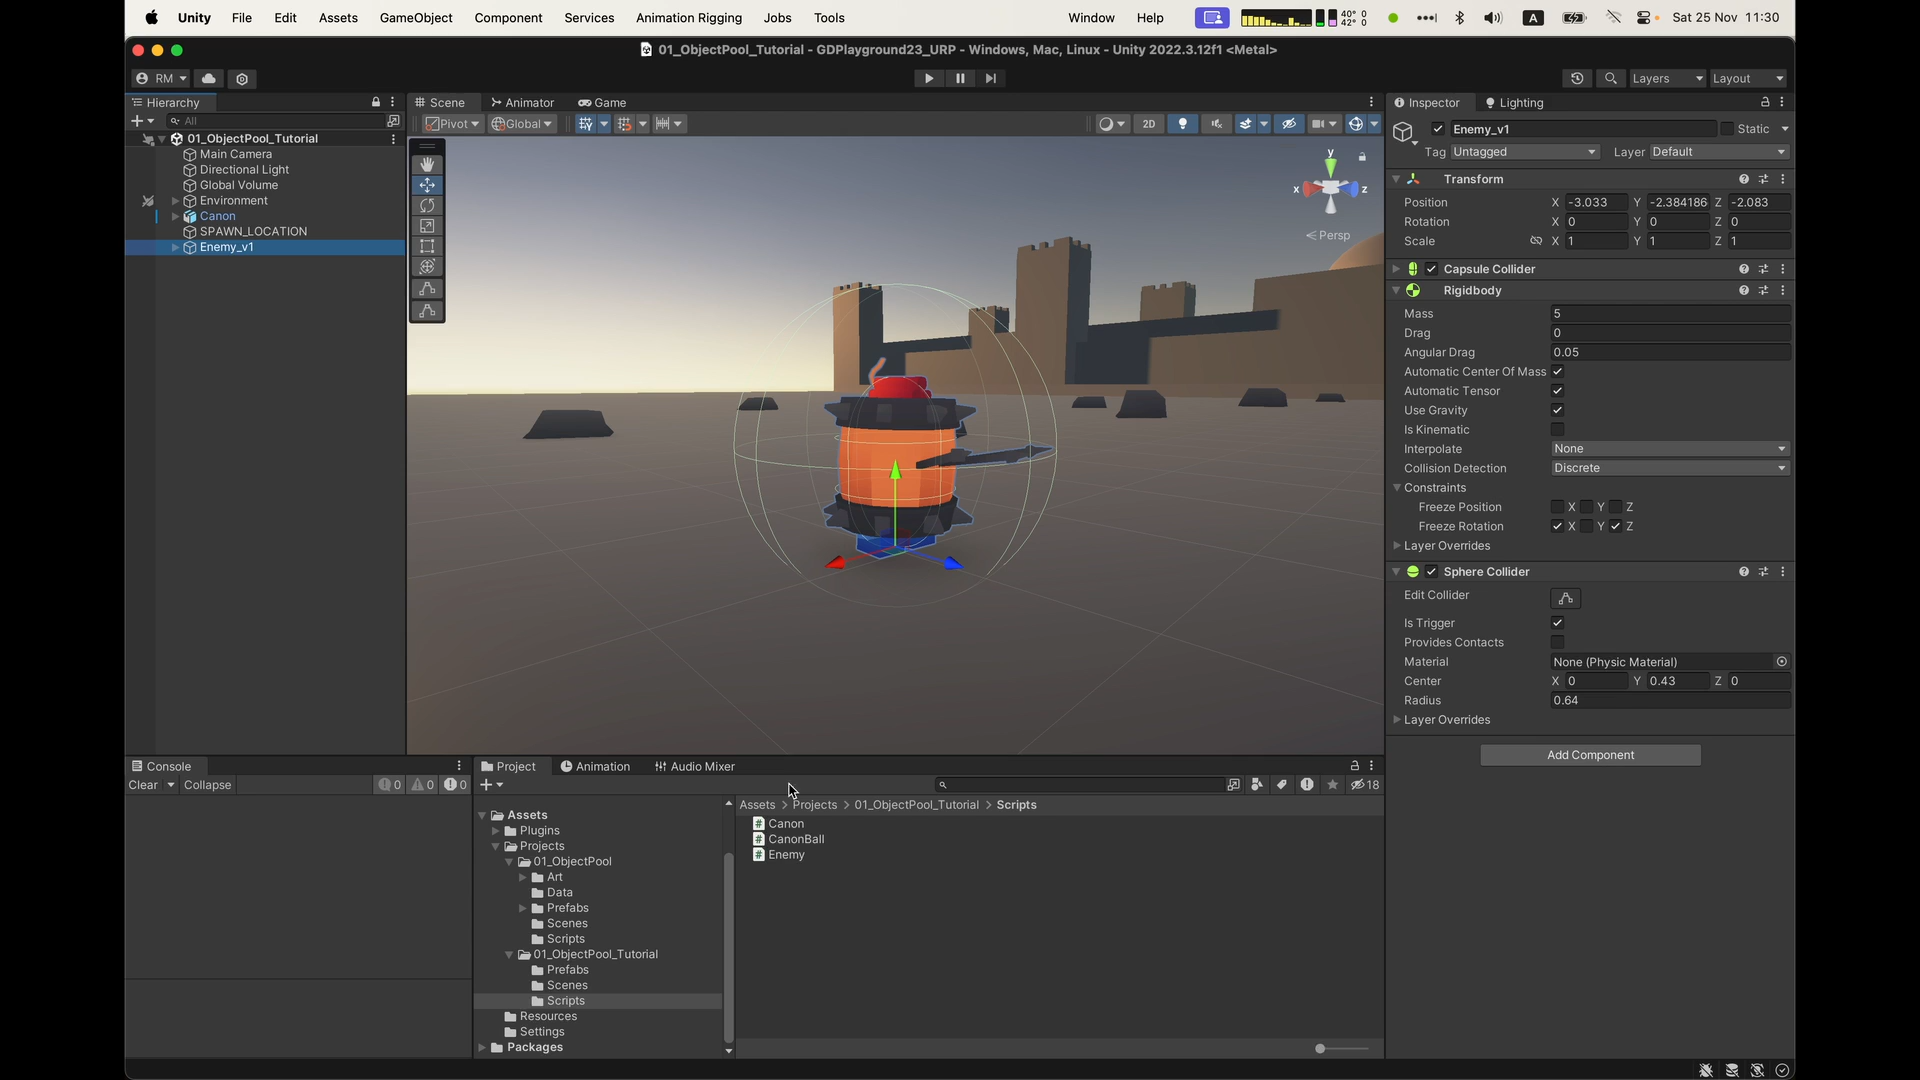 Unity File Edit Assets GameObject Component Services Animation Rigging Jobs Tools Window Help 40° 0 42° 0 A Sat 25 Nov 11:30
01_ObjectPool_Tutorial - GDPlayground23_URP - Windows, Mac, Linux - Unity 2022.3.12f1 <Metal>
RM Layers Layout
Hierarchy
All
01_ObjectPool_Tutorial
Main Camera
Directional Light
Global Volume
Environment
Canon
SPAWN_LOCATION
Enemy_v1
Scene Animator Game
Pivot Global 2D
y
x z
Persp
Inspector Lighting
Enemy_v1 Static
Tag Untagged Layer Default
Transform
Position X -3.033 Y -2.384186 Z -2.083
Rotation X 0 Y 0 Z 0
Scale X 1 Y 1 Z 1
Capsule Collider
Rigidbody
Mass 5
Drag 0
Angular Drag 0.05
Automatic Center Of Mass
Automatic Tensor
Use Gravity
Is Kinematic
Interpolate None
Collision Detection Discrete
Constraints
Freeze Position X Y Z
Freeze Rotation X Y Z
Layer Overrides
Sphere Collider
Edit Collider
Is Trigger
Provides Contacts
Material None (Physic Material)
Center X 0 Y 0.43 Z 0
Radius 0.64
Layer Overrides
Add Component
Console
Clear Collapse 0 0 0
Project Animation Audio Mixer
18
Assets
Plugins
Projects
01_ObjectPool
Art
Data
Prefabs
Scenes
Scripts
01_ObjectPool_Tutorial
Prefabs
Scenes
Scripts
Resources
Settings
Packages
Assets > Projects > 01_ObjectPool_Tutorial > Scripts
Canon
CanonBall
Enemy